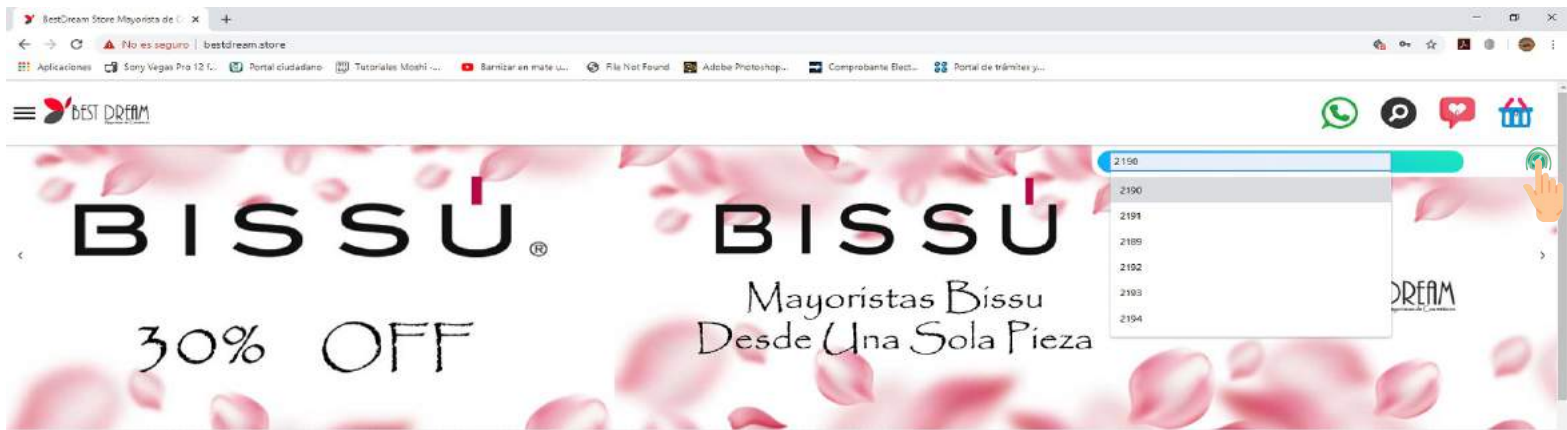 BestDream Store Mayorista de C
No es seguro | bestdream.store
Aplicaciones Sony Vegas Pro 12 f... Portal ciudadano Tutoriales Moshi -... Barnizar en mate u... File Not Found Adobe Photoshop... Comprobante Elect... Portal de trámites y...
BEST DREAM
2190
2190
2191
2189
2192
2193
2194
BISSÚ®
30% OFF
BISSÚ
Mayoristas Bissu
Desde Una Sola Pieza
DREAM